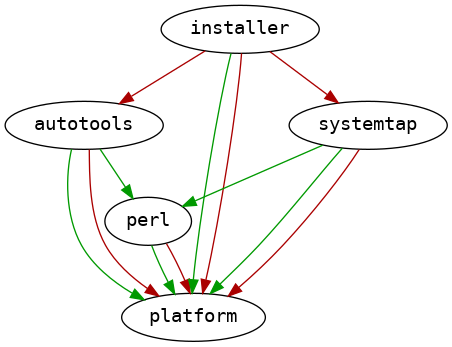 installer
autotools
systemtap
perl
platform